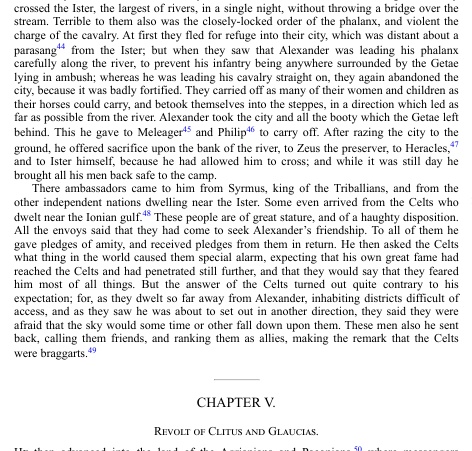 crossed the Ister, the largest of rivers, in a single night, without throwing a bridge over the
stream. Terrible to them also was the closely-locked order of the phalanx, and violent the
charge of the cavalry. At first they fled for refuge into their city, which was distant about a
parasang44 from the Ister; but when they saw that Alexander was leading his phalanx
carefully along the river, to prevent his infantry being anywhere surrounded by the Getae
lying in ambush; whereas he was leading his cavalry straight on, they again abandoned the
city, because it was badly fortified. They carried off as many of their women and children as
their horses could carry, and betook themselves into the steppes, in a direction which led as
far as possible from the river. Alexander took the city and all the booty which the Getae left
behind. This he gave to Meleager45 and Philip46 to carry off. After razing the city to the
ground, he offered sacrifice upon the bank of the river, to Zeus the preserver, to Heracles,47
and to Ister himself, because he had allowed him to cross; and while it was still day he
brought all his men back safe to the camp.
There ambassadors came to him from Syrmus, king of the Triballians, and from the
other independent nations dwelling near the Ister. Some even arrived from the Celts who
dwelt near the Ionian gulf.48 These people are of great stature, and of a haughty disposition.
All the envoys said that they had come to seek Alexander's friendship. To all of them he
gave pledges of amity, and received pledges from them in return. He then asked the Celts
what thing in the world caused them special alarm, expecting that his own great fame had
reached the Celts and had penetrated still further, and that they would say that they feared
him most of all things. But the answer of the Celts turned out quite contrary to his
expectation; for, as they dwelt so far away from Alexander, inhabiting districts difficult of
access, and as they saw he was about to set out in another direction, they said they were
afraid that the sky would some time or other fall down upon them. These men also he sent
back, calling them friends, and ranking them as allies, making the remark that the Celts
were braggarts.49
CHAPTER V.
REVOLT OF CLITUS AND GLAUCIAS.
He then advanced into the land of the Agrianians and Paeonians,50 where messengers